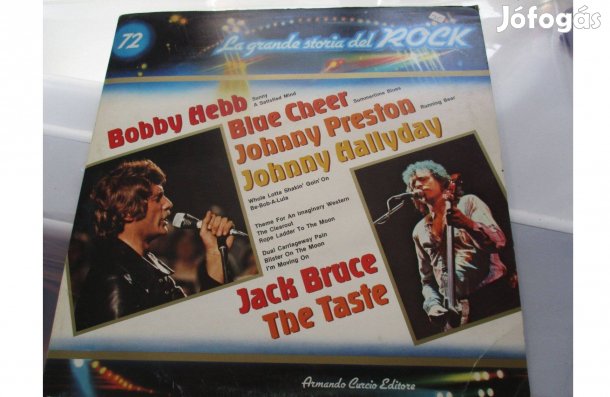 Jófogás
72
La grande storia del ROCK
Bobby Hebb
Sunny
A Satisfied Mind
Blue Cheer
Summertime Blues
Johnny Preston
Running Bear
Johnny Hallyday
Whole Lotta Shakin' Goin' On
Be-Bob-A-Lula
Theme For An Imaginary Western
The Clearout
Rope Ladder To The Moon
Dual Carriageway Pain
Blister On The Moon
I'm Moving On
Jack Bruce
The Taste
Armando Curcio Editore